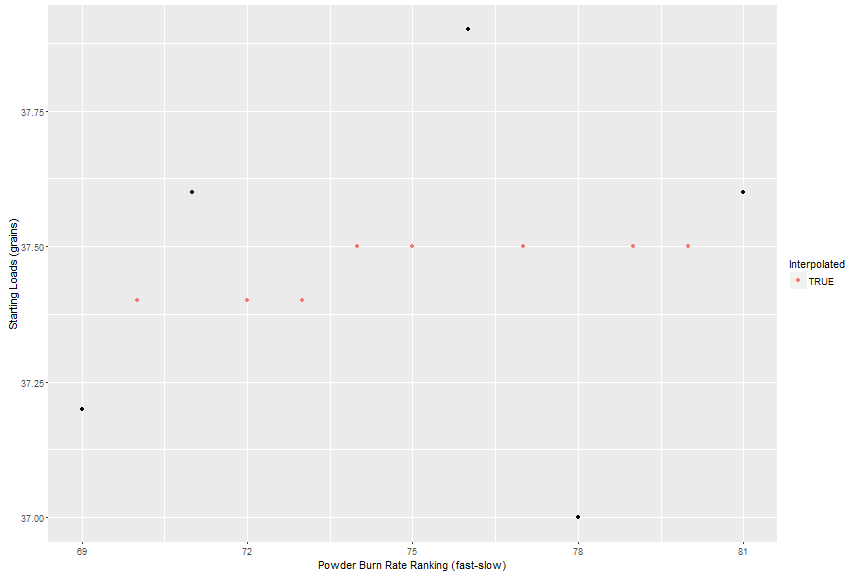 37.75
37.50
37.25
37.00
Starting Loads (grains)
69 72 75 78 81
Powder Burn Rate Ranking (fast-slow)
Interpolated
TRUE